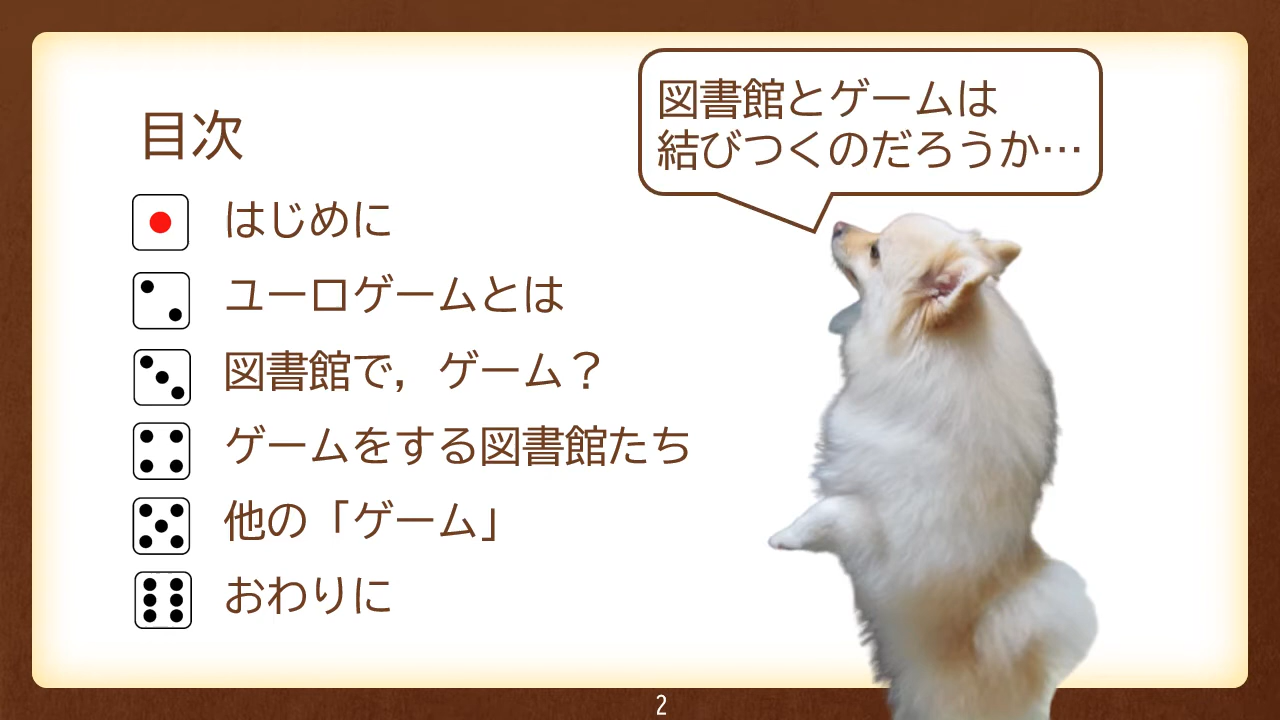 目次
はじめに
ユーロゲームとは
図書館で，ゲーム？
ゲームをする図書館たち
他の「ゲーム」
おわりに
図書館とゲームは
結びつくのだろうか…
2